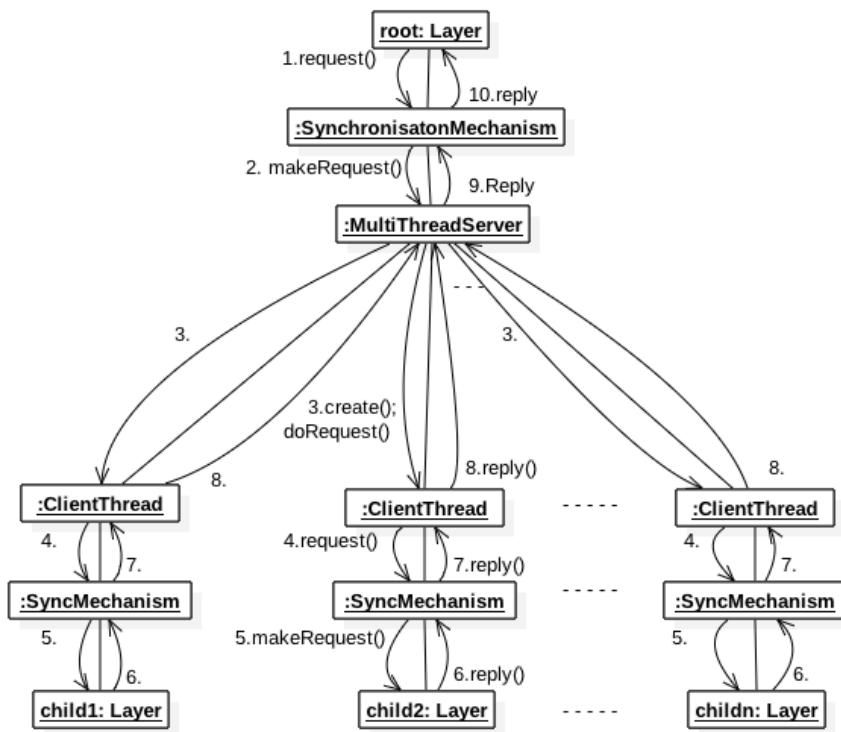 root: Layer
1.request()
10.reply
:SynchronisatonMechanism
2. makeRequest()
9.Reply
:MultiThreadServer
- - -
3.
3.
3.create();
doRequest()
8.
8.reply()
8.
:ClientThread
:ClientThread
- - - - -
:ClientThread
4.
7.
4.request()
7.reply()
4.
7.
:SyncMechanism
:SyncMechanism
- - - - -
:SyncMechanism
5.
6.
5.makeRequest()
6.reply()
5.
6.
child1: Layer
child2: Layer
- - - - -
childn: Layer